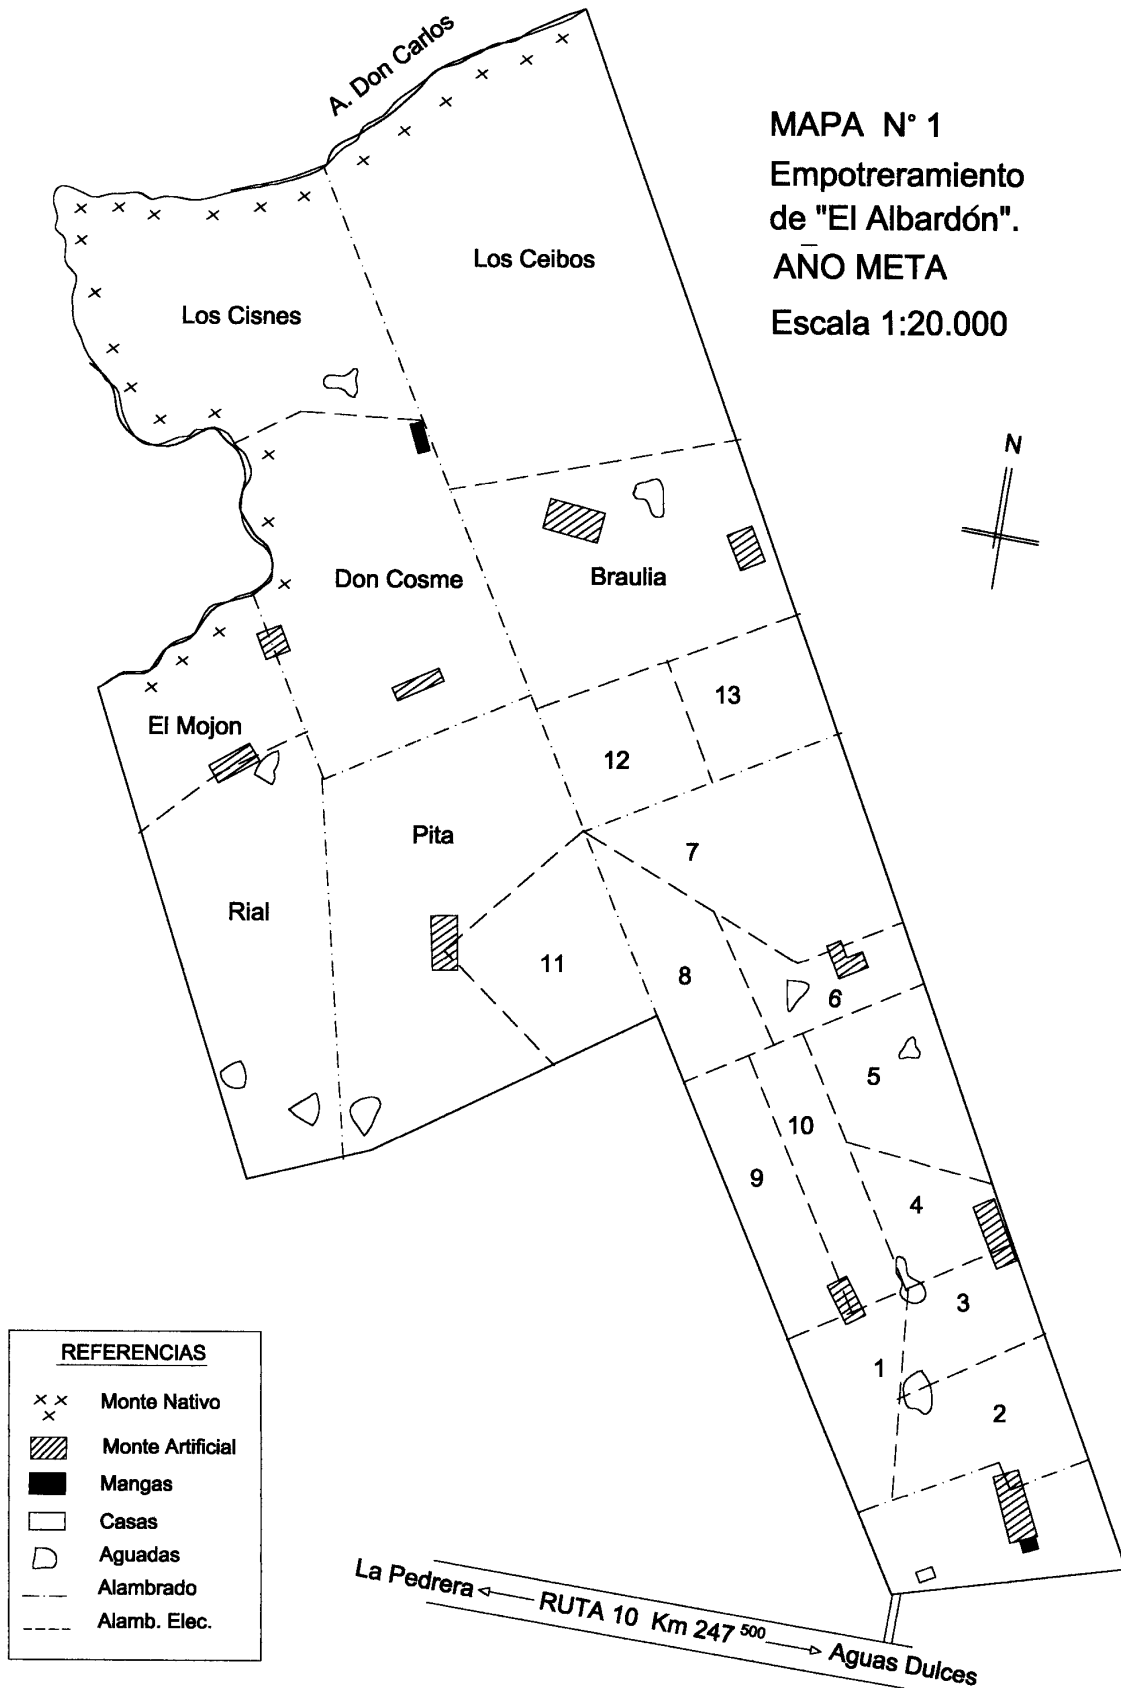 A. Don Carlos
MAPA N° 1
Empotreramiento
de "El Albardón".
AÑO META
Escala 1:20.000
Los Ceibos
Los Cisnes
N
Don Cosme
Braulia
El Mojon
13
12
Pita
7
Rial
11
8
6
5
10
9
4
3
1
2
REFERENCIAS
Monte Nativo
Monte Artificial
Mangas
Casas
Aguadas
Alambrado
Alamb. Elec.
La Pedrera RUTA 10 Km 247 500 Aguas Dulces